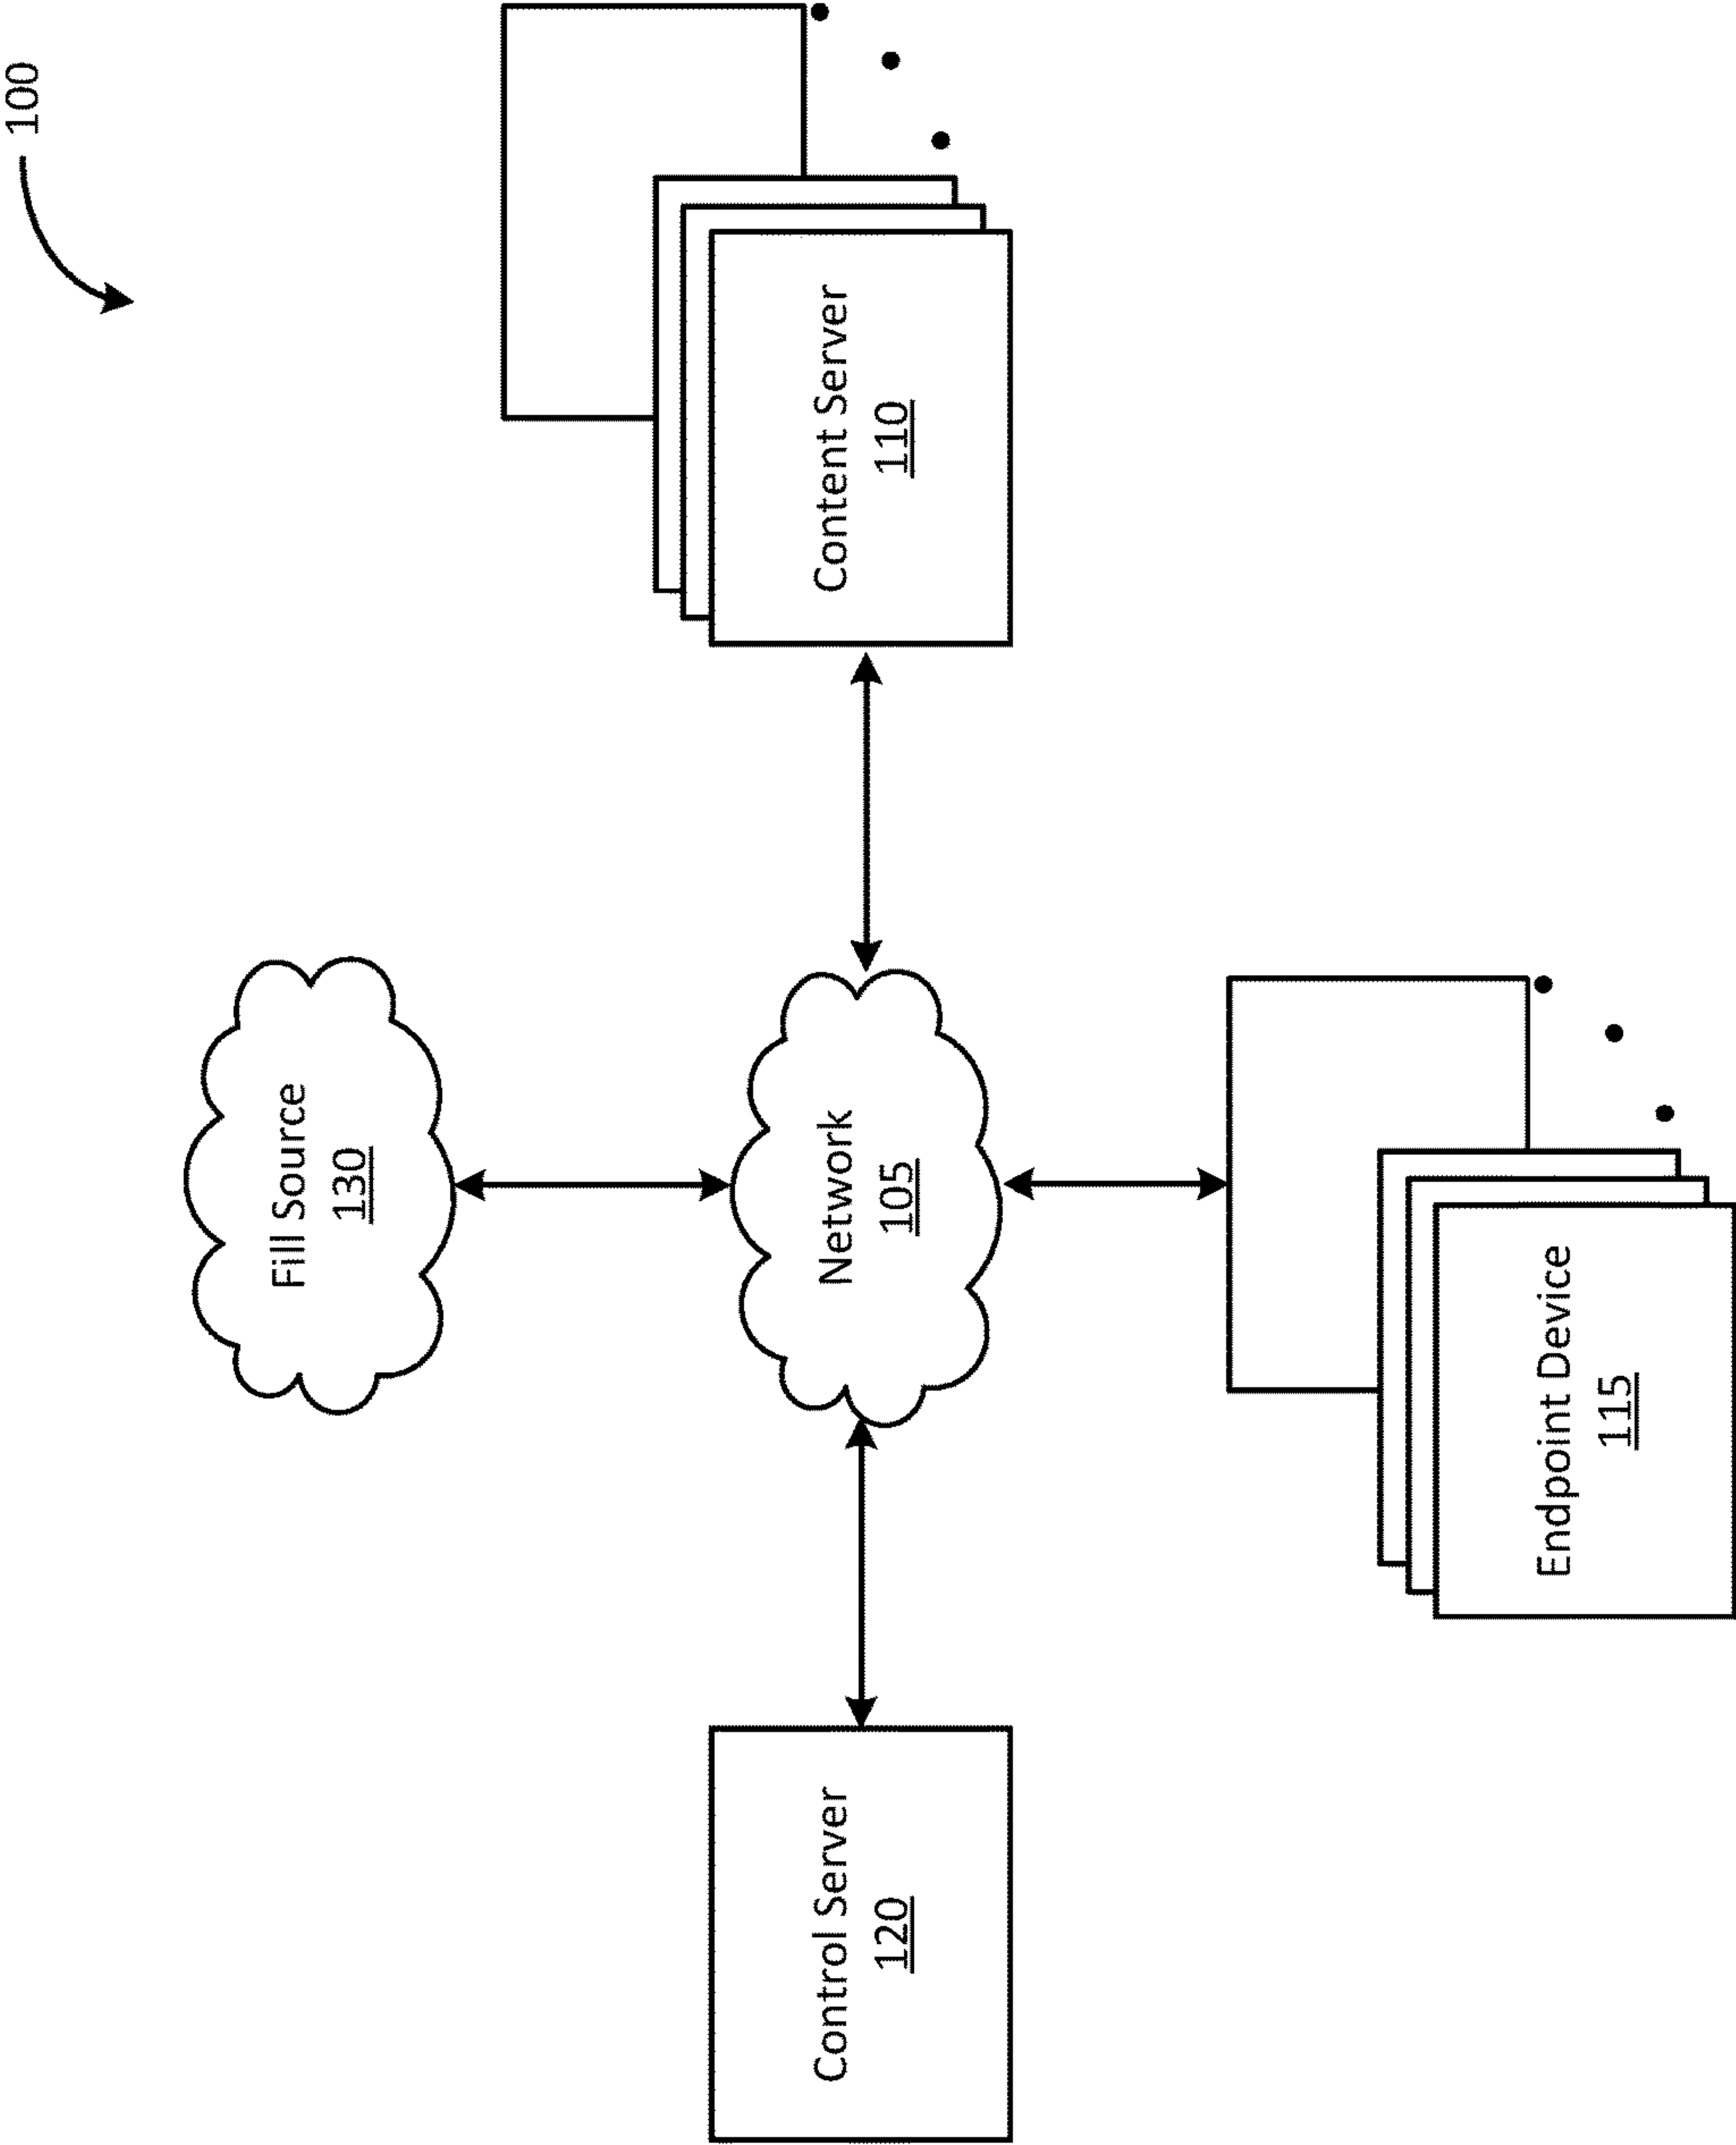 100
Fill Source
130
Control Server
120
Network
105
Content Server
110
Endpoint Device
115